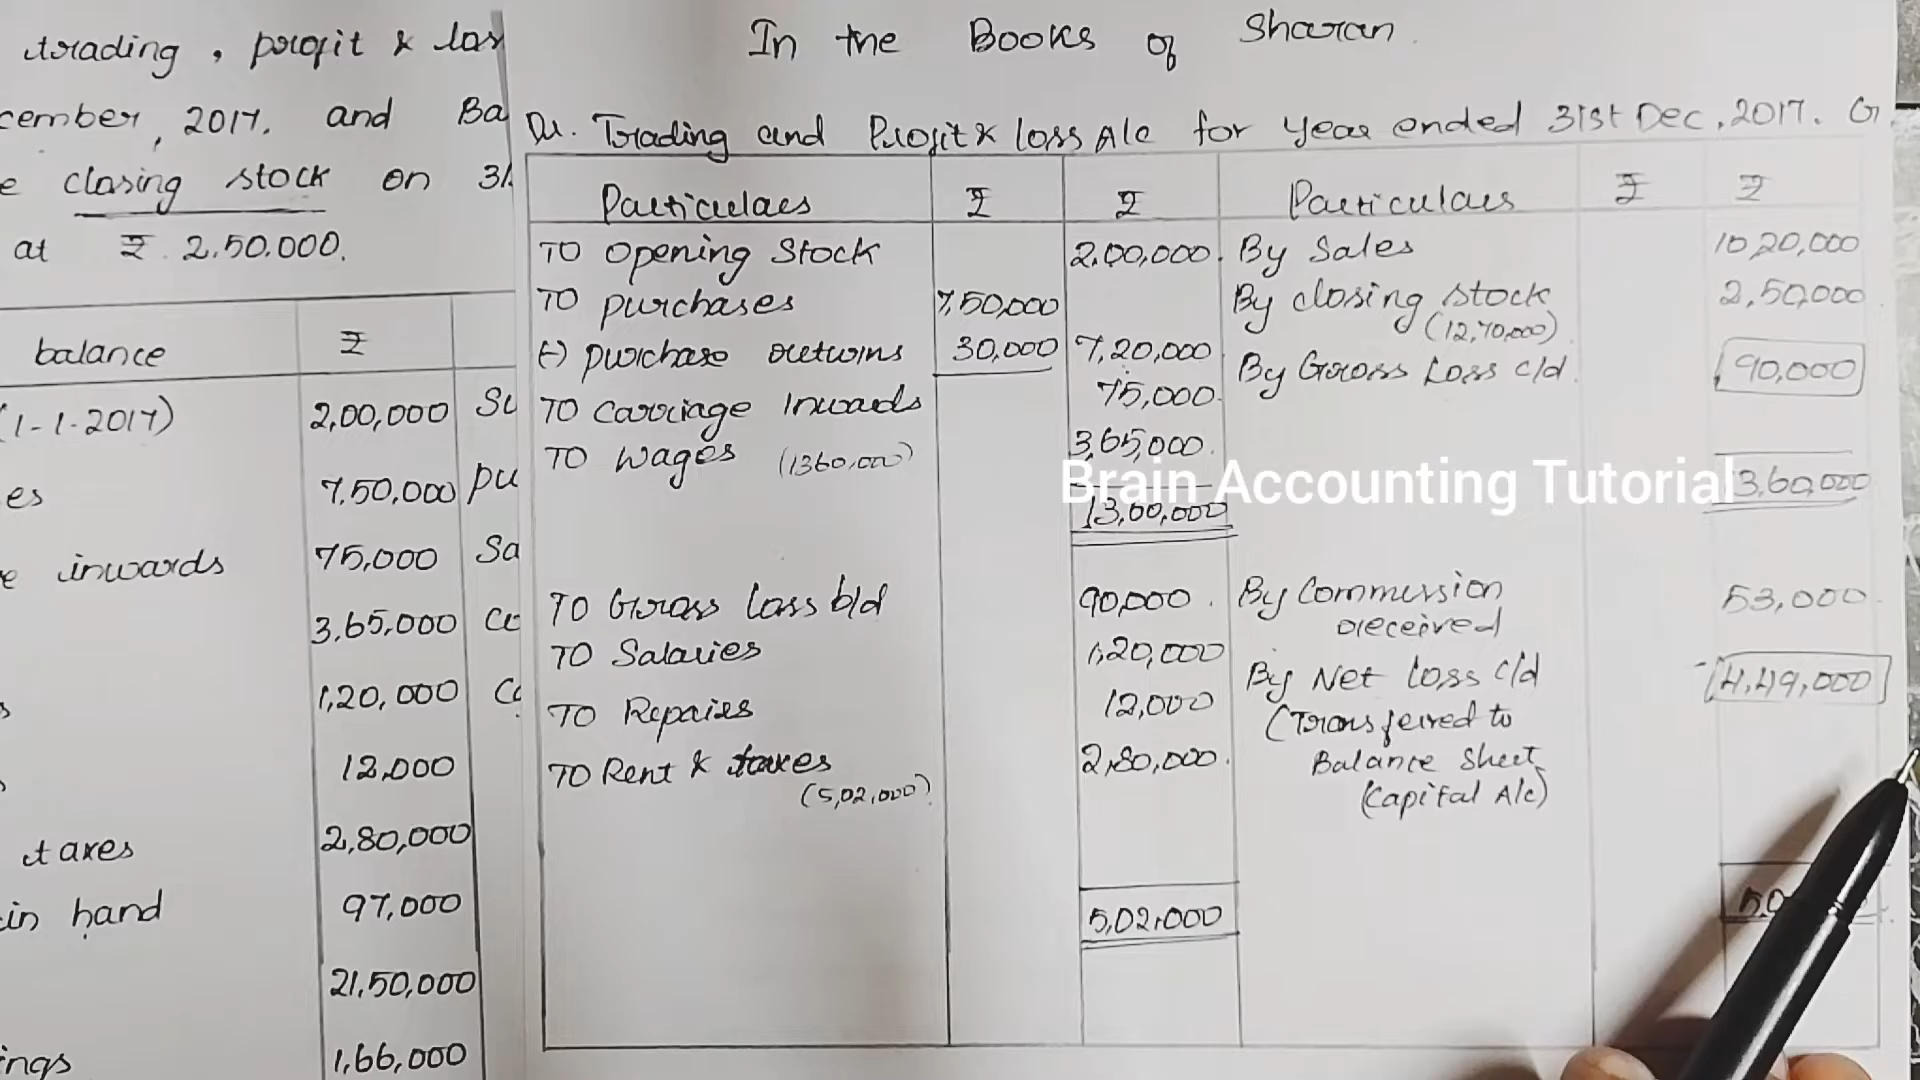 trading, profit & los
cember, 2017. and Ba
e closing stock on 31
at ₹. 2,50,000.
balance ₹
(1-1-2017) 2,00,000 Su
es 7,50,000 pu
e inwards 75,000 Sa
3,65,000
s 1,20,000
s 12,000
taxes 2,80,000
in hand 97,000
21,50,000
ings 1,66,000
In the Books of Sharan.
Dr. Trading and Profit & loss A/c for year ended 31st Dec, 2017. Cr.
Particulars ₹ ₹ Particulars ₹ ₹
TO Opening Stock 2,00,000. By Sales 10,20,000
TO purchases 7,50,000 By closing stock 2,50,000.
(12,70,000)
(-) purchase returns 30,000 7,20,000 By Gross Loss c/d. 90,000
TO Carriage Inwards 75,000.
TO Wages (1360,000) 3,65,000.
13,60,000 13,60,000
Brain Accounting Tutorial
TO Gross Loss b/d 90,000. By Commission 53,000.
received
TO Salaries 1,20,000
By Net loss c/d 4,49,000
TO Repaies 12,000
(Transferred to
TO Rent & taxes 2,80,000. Balance Sheet
(5,02,000). (Capital A/c)
5,02,000